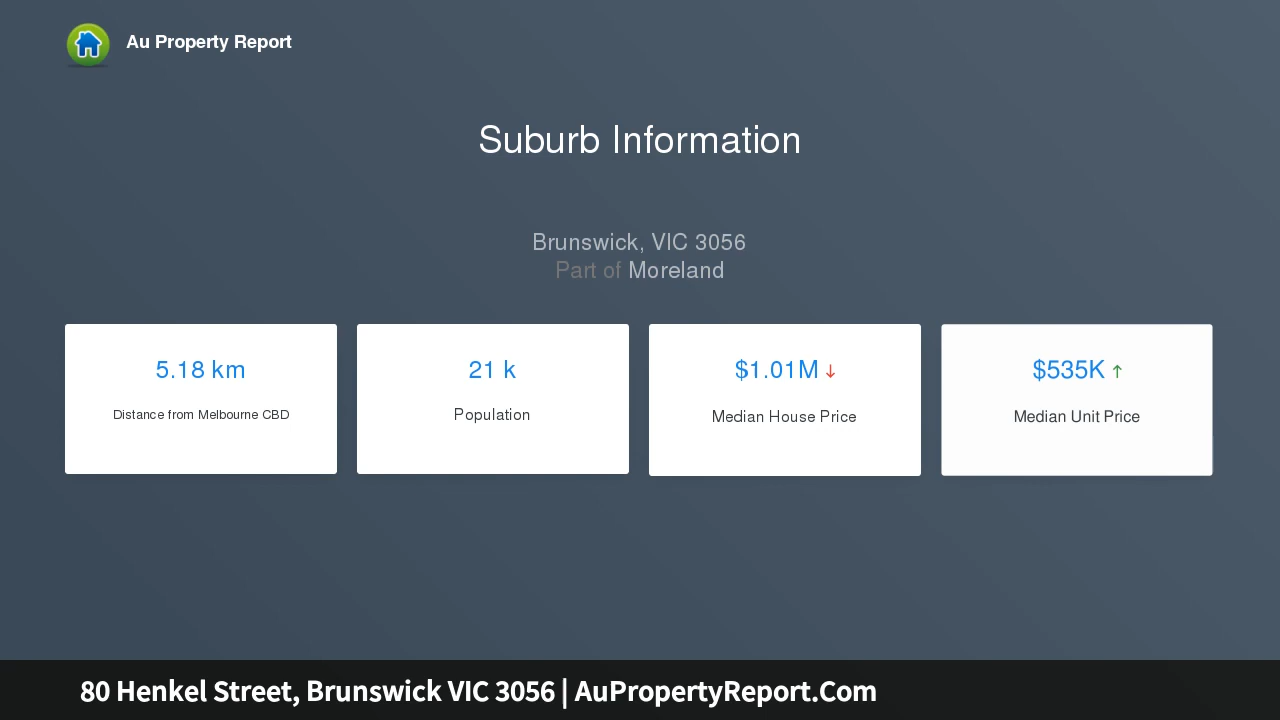 Au Property Report
Suburb Information
Brunswick, VIC 3056
Part of Moreland
5.18 km
Distance from Melbourne CBD
21 k
Population
$1.01M ↓
Median House Price
$535K ↑
Median Unit Price
80 Henkel Street, Brunswick VIC 3056 | AuPropertyReport.Com